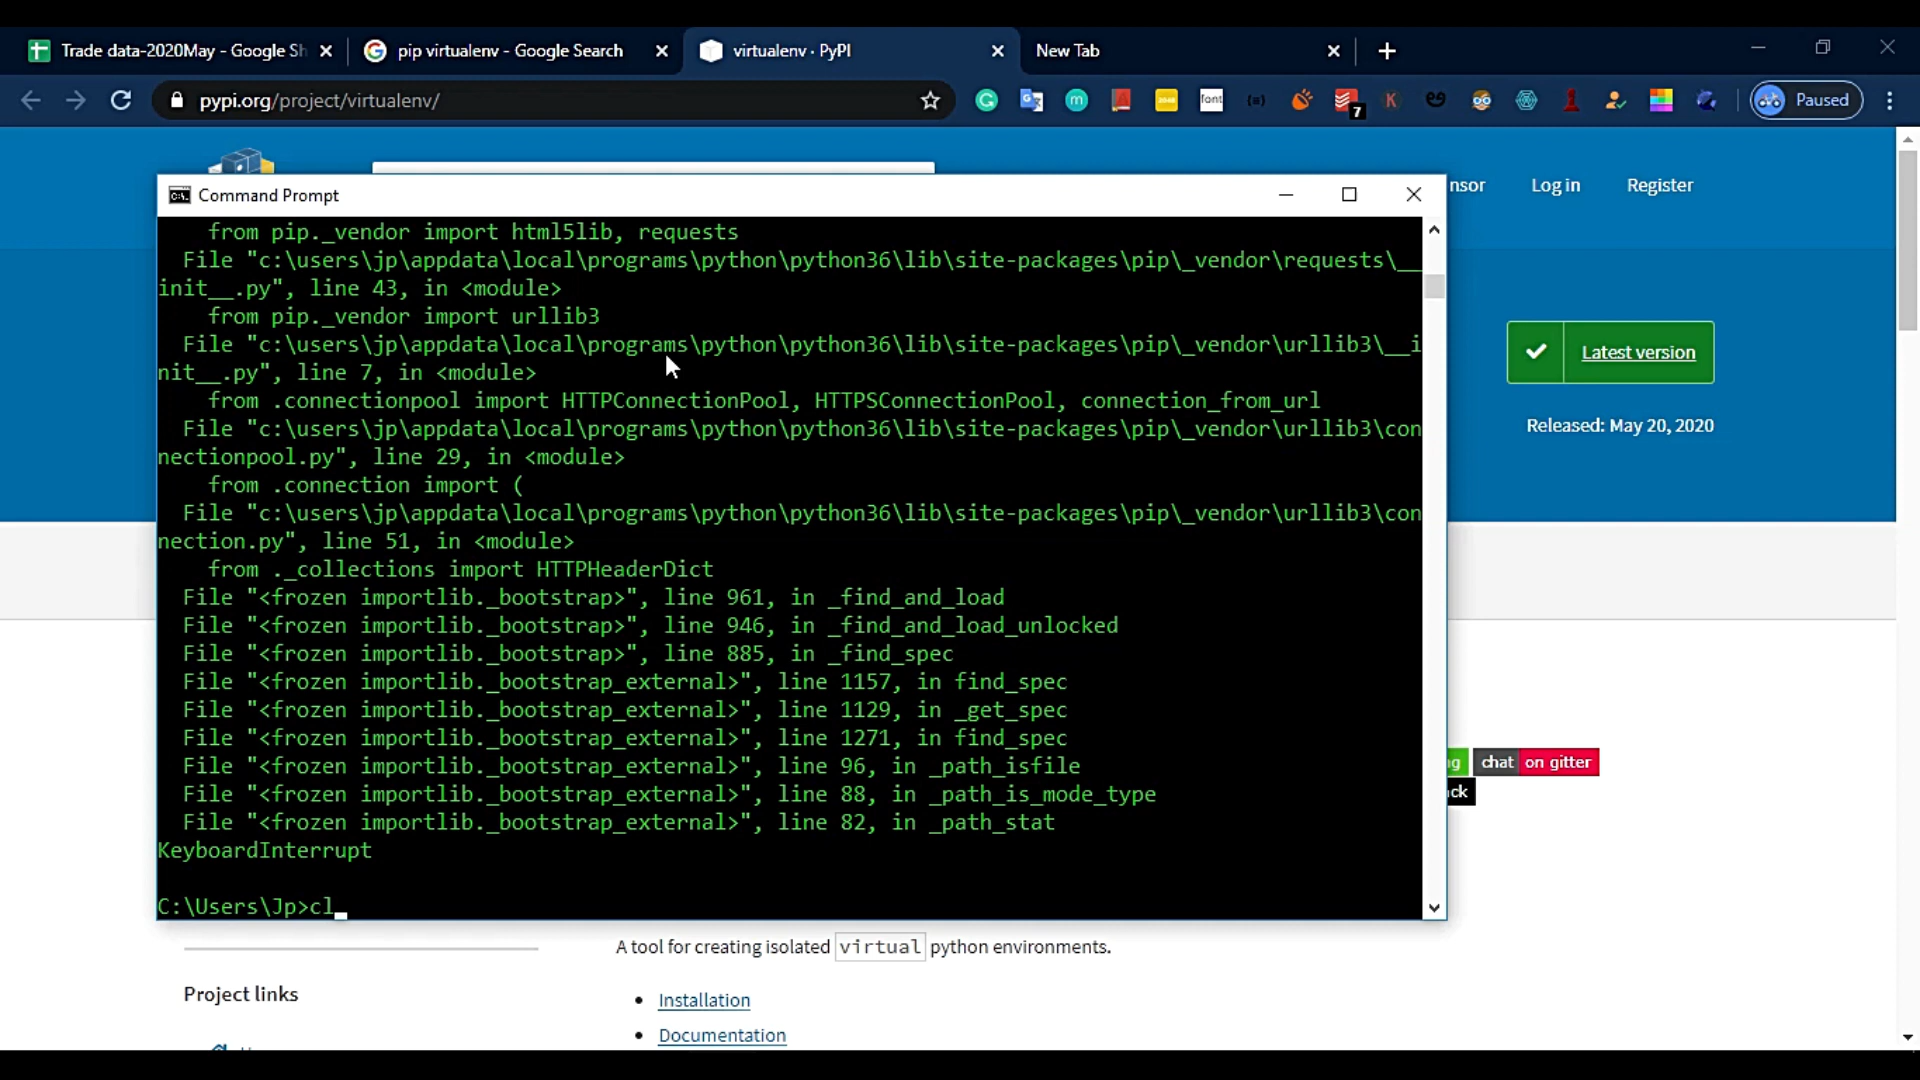 Trade data-2020May - Google Sh
pip virtualenv - Google Search
virtualenv · PyPI
New Tab
pypi.org/project/virtualenv/
font
7
Paused
nsor
Log in
Register
Command Prompt
from pip._vendor import html5lib, requests
File "c:\users\jp\appdata\local\programs\python\python36\lib\site-packages\pip\_vendor\requests\__
init__.py", line 43, in <module>
from pip._vendor import urllib3
File "c:\users\jp\appdata\local\programs\python\python36\lib\site-packages\pip\_vendor\urllib3\__i
nit__.py", line 7, in <module>
from .connectionpool import HTTPConnectionPool, HTTPSConnectionPool, connection_from_url
File "c:\users\jp\appdata\local\programs\python\python36\lib\site-packages\pip\_vendor\urllib3\con
nectionpool.py", line 29, in <module>
from .connection import (
File "c:\users\jp\appdata\local\programs\python\python36\lib\site-packages\pip\_vendor\urllib3\con
nection.py", line 51, in <module>
from ._collections import HTTPHeaderDict
File "<frozen importlib._bootstrap>", line 961, in _find_and_load
File "<frozen importlib._bootstrap>", line 946, in _find_and_load_unlocked
File "<frozen importlib._bootstrap>", line 885, in _find_spec
File "<frozen importlib._bootstrap_external>", line 1157, in find_spec
File "<frozen importlib._bootstrap_external>", line 1129, in _get_spec
File "<frozen importlib._bootstrap_external>", line 1271, in find_spec
File "<frozen importlib._bootstrap_external>", line 96, in _path_isfile
File "<frozen importlib._bootstrap_external>", line 88, in _path_is_mode_type
File "<frozen importlib._bootstrap_external>", line 82, in _path_stat
KeyboardInterrupt
C:\Users\Jp>cl_
Latest version
Released: May 20, 2020
g chat on gitter
ck
A tool for creating isolated virtual python environments.
Project links
Installation
Documentation